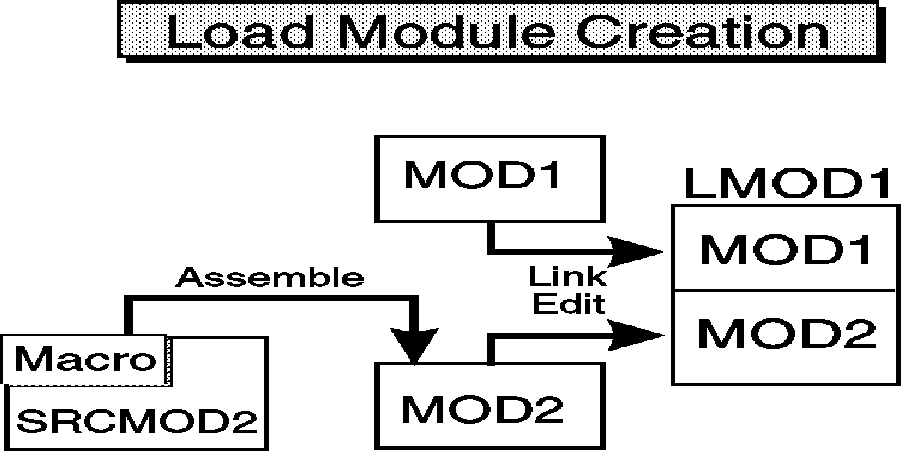 Load Module Creation
MOD1
LMOD1
MOD1
Assemble
Link
Edit
MOD2
Macro
SRCMOD2
MOD2